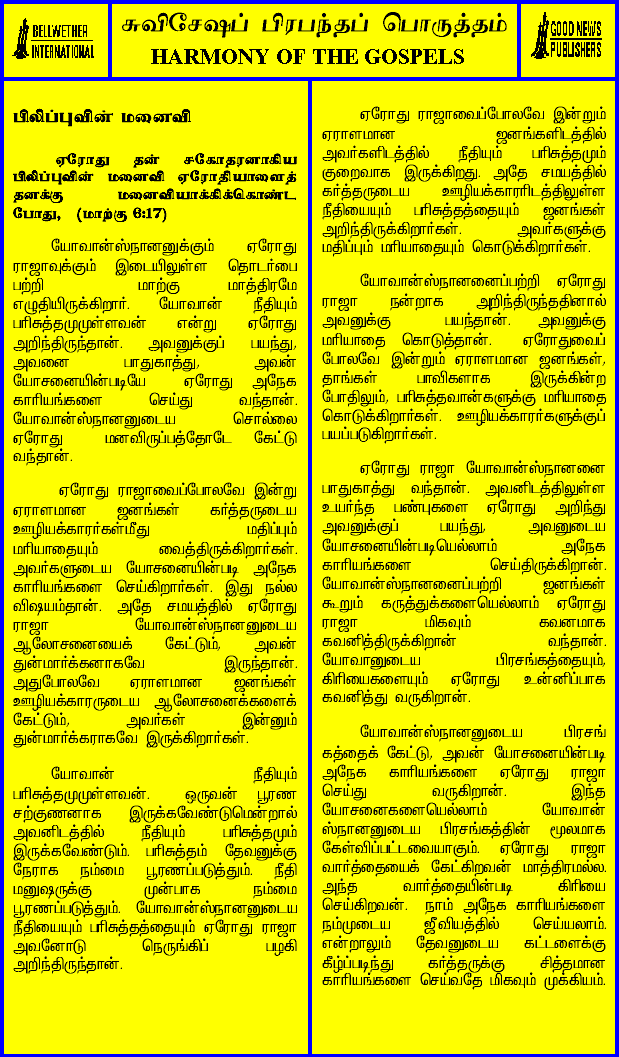 BELLWETHER
INTERNATIONAL
சுவிசேஷப் பிரபந்தப் பொருத்தம்
HARMONY OF THE GOSPELS
GOOD NEWS
PUBLISHERS
பிலிப்புவின் மனைவி
ஏரோது தன் சகோதரனாகிய
பிலிப்புவின் மனைவி ஏரோதியாளைத்
தனக்கு மனைவியாக்கிக்கொண்ட
போது, (மாற்கு 6:17)
யோவான்ஸ்நானனுக்கும் ஏரோது
ராஜாவுக்கும் இடையிலுள்ள தொடர்பை
பற்றி மாற்கு மாத்திரமே
எழுதியிருக்கிறார். யோவான் நீதியும்
பரிசுத்தமுமுள்ளவன் என்று ஏரோது
அறிந்திருந்தான். அவனுக்குப் பயந்து,
அவனை பாதுகாத்து, அவன்
யோசனையின்படியே ஏரோது அநேக
காரியங்களை செய்து வந்தான்.
யோவான்ஸ்நானனுடைய சொல்லை
ஏரோது மனவிருப்பத்தோடே கேட்டு
வந்தான்.
ஏரோது ராஜாவைப்போலவே இன்று
ஏராளமான ஜனங்கள் கர்த்தருடைய
ஊழியக்காரர்கள்மீது மதிப்பும்
மரியாதையும் வைத்திருக்கிறார்கள்.
அவர்களுடைய யோசனையின்படி அநேக
காரியங்களை செய்கிறார்கள். இது நல்ல
விஷயம்தான். அதே சமயத்தில் ஏரோது
ராஜா யோவான்ஸ்நானனுடைய
ஆலோசனையைக் கேட்டும், அவன்
துன்மார்க்கனாகவே இருந்தான்.
அதுபோலவே ஏராளமான ஜனங்கள்
ஊழியக்காரருடைய ஆலோசனைக்களைக்
கேட்டும், அவர்கள் இன்னும்
துன்மார்க்கராகவே இருக்கிறார்கள்.
யோவான் நீதியும்
பரிசுத்தமுமுள்ளவன். ஒருவன் பூரண
சற்குணனாக இருக்கவேண்டுமென்றால்
அவனிடத்தில் நீதியும் பரிசுத்தமும்
இருக்கவேண்டும். பரிசுத்தம் தேவனுக்கு
நேராக நம்மை பூரணப்படுத்தும். நீதி
மனுஷருக்கு முன்பாக நம்மை
பூரணப்படுத்தும். யோவான்ஸ்நானனுடைய
நீதியையும் பரிசுத்தத்தையும் ஏரோது ராஜா
அவனோடு நெருங்கிப் பழகி
அறிந்திருந்தான்.
ஏரோது ராஜாவைப்போலவே இன்றும்
ஏராளமான ஜனங்களிடத்தில்
அவர்களிடத்தில் நீதியும் பரிசுத்தமும்
குறைவாக இருக்கிறது. அதே சமயத்தில்
கர்த்தருடைய ஊழியக்காரரிடத்திலுள்ள
நீதியையும் பரிசுத்தத்தையும் ஜனங்கள்
அறிந்திருக்கிறார்கள். அவர்களுக்கு
மதிப்பும் மரியாதையும் கொடுக்கிறார்கள்.
யோவான்ஸ்நானனைப்பற்றி ஏரோது
ராஜா நன்றாக அறிந்திருந்ததினால்
அவனுக்கு பயந்தான். அவனுக்கு
மரியாதை கொடுத்தான். ஏரோதுவைப்
போலவே இன்றும் ஏராளமான ஜனங்கள்,
தாங்கள் பாவிகளாக இருக்கின்ற
போதிலும், பரிசுத்தவான்களுக்கு மரியாதை
கொடுக்கிறார்கள். ஊழியக்காரர்களுக்குப்
பயப்படுகிறார்கள்.
ஏரோது ராஜா யோவான்ஸ்நானனை
பாதுகாத்து வந்தான். அவனிடத்திலுள்ள
உயர்ந்த பண்புகளை ஏரோது அறிந்து
அவனுக்குப் பயந்து, அவனுடைய
யோசனையின்படியெல்லாம் அநேக
காரியங்களை செய்திருக்கிறான்.
யோவான்ஸ்நானனைப்பற்றி ஜனங்கள்
கூறும் கருத்துக்களையெல்லாம் ஏரோது
ராஜா மிகவும் கவனமாக
கவனித்திருக்கிறான் வந்தான்.
யோவானுடைய பிரசங்கத்தையும்,
கிரியைகளையும் ஏரோது உன்னிப்பாக
கவனித்து வருகிறான்.
யோவான்ஸ்நானனுடைய பிரசங்
கத்தைக் கேட்டு, அவன் யோசனையின்படி
அநேக காரியங்களை ஏரோது ராஜா
செய்து வருகிறான். இந்த
யோசனைகளையெல்லாம் யோவான்
ஸ்நானனுடைய பிரசங்கத்தின் மூலமாக
கேள்விப்பட்டவையாகும். ஏரோது ராஜா
வார்த்தையைக் கேட்கிறவன் மாத்திரமல்ல.
அந்த வார்த்தையின்படி கிரியை
செய்கிறவன். நாம் அநேக காரியங்களை
நம்முடைய ஜீவியத்தில் செய்யலாம்.
என்றாலும் தேவனுடைய கட்டளைக்கு
கீழ்ப்படிந்து கர்த்தருக்கு சித்தமான
காரியங்களை செய்வதே மிகவும் முக்கியம்.